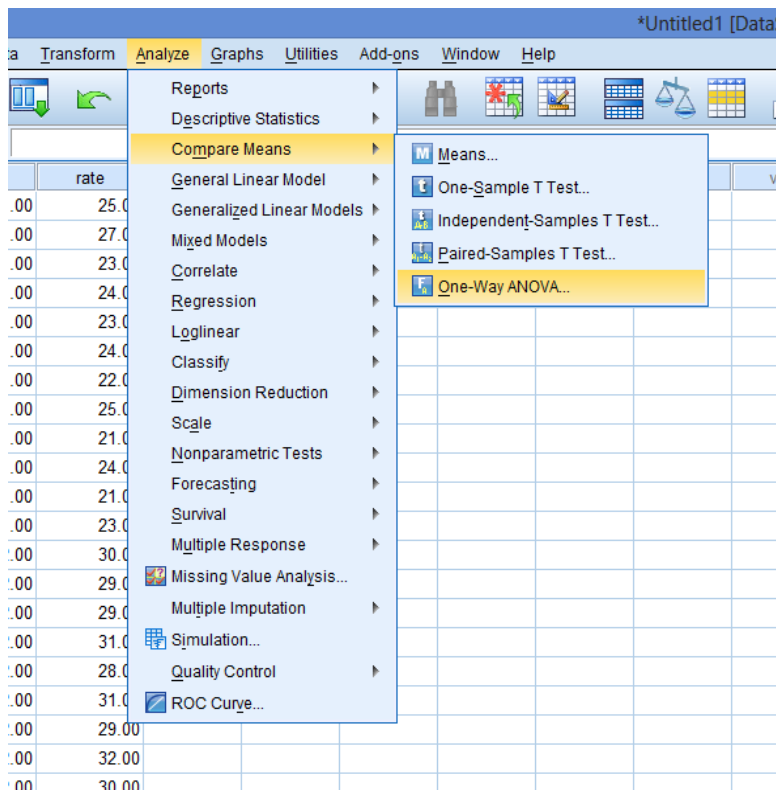 *Untitled1 [Data
ta Transform Analyze Graphs Utilities Add-ons Window Help
Reports
Descriptive Statistics
Compare Means
General Linear Model
Generalized Linear Models
Mixed Models
Correlate
Regression
Loglinear
Classify
Dimension Reduction
Scale
Nonparametric Tests
Forecasting
Survival
Multiple Response
Missing Value Analysis...
Multiple Imputation
Simulation...
Quality Control
ROC Curve...
M Means...
t One-Sample T Test...
Independent-Samples T Test...
Paired-Samples T Test...
One-Way ANOVA...
rate v
.00 25.0
.00 27.0
.00 23.0
.00 24.0
.00 23.0
.00 24.0
.00 22.0
.00 25.0
.00 21.0
.00 24.0
.00 21.0
.00 23.0
.00 30.0
.00 29.0
.00 29.0
.00 31.0
.00 28.0
.00 31.0
.00 29.00
.00 32.00
.00 30.00